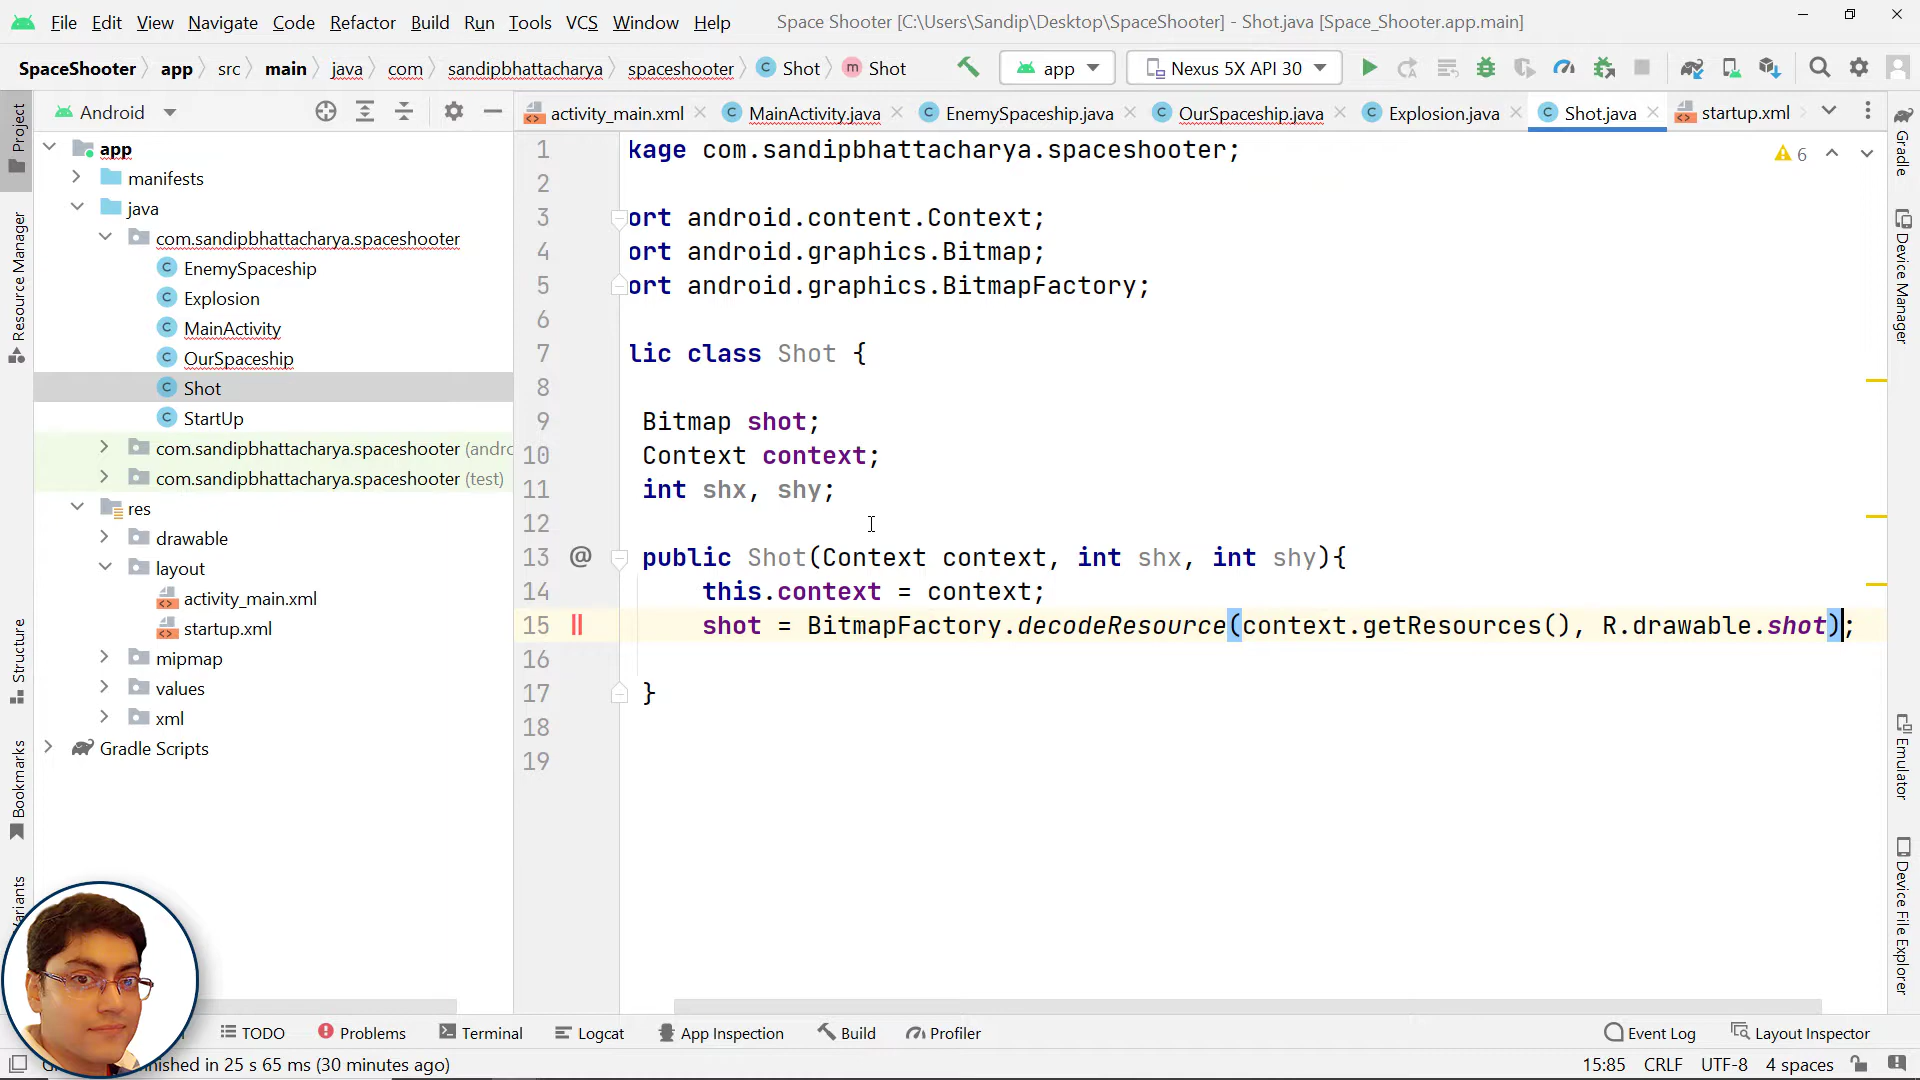 File Edit View Navigate Code Refactor Build Run Tools VCS Window Help Space Shooter [C:\Users\Sandip\Desktop\SpaceShooter] - Shot.java [Space_Shooter.app.main]
SpaceShooter app src main java com sandipbhattacharya spaceshooter Shot Shot app Nexus 5X API 30
Android activity_main.xml MainActivity.java EnemySpaceship.java OurSpaceship.java Explosion.java Shot.java startup.xml
Project
Resource Manager
Structure
Bookmarks
app
manifests
java
com.sandipbhattacharya.spaceshooter
EnemySpaceship
Explosion
MainActivity
OurSpaceship
Shot
StartUp
com.sandipbhattacharya.spaceshooter
com.sandipbhattacharya.spaceshooter (test)
res
drawable
layout
activity_main.xml
startup.xml
mipmap
values
xml
Gradle Scripts
6
1 kage com.sandipbhattacharya.spaceshooter;
2
3 ort android.content.Context;
4 ort android.graphics.Bitmap;
5 ort android.graphics.BitmapFactory;
6
7 lic class Shot {
8
9 Bitmap shot;
10 Context context;
11 int shx, shy;
12
13 @ public Shot(Context context, int shx, int shy){
14 this.context = context;
15 shot = BitmapFactory.decodeResource(context.getResources(), R.drawable.shot);
16
17 }
18
19
Gradle
Device Manager
Emulator
Device File Explorer
TODO Problems Terminal Logcat App Inspection Build Profiler Event Log Layout Inspector
in 25 s 65 ms (30 minutes ago) 15:85 CRLF UTF-8 4 spaces